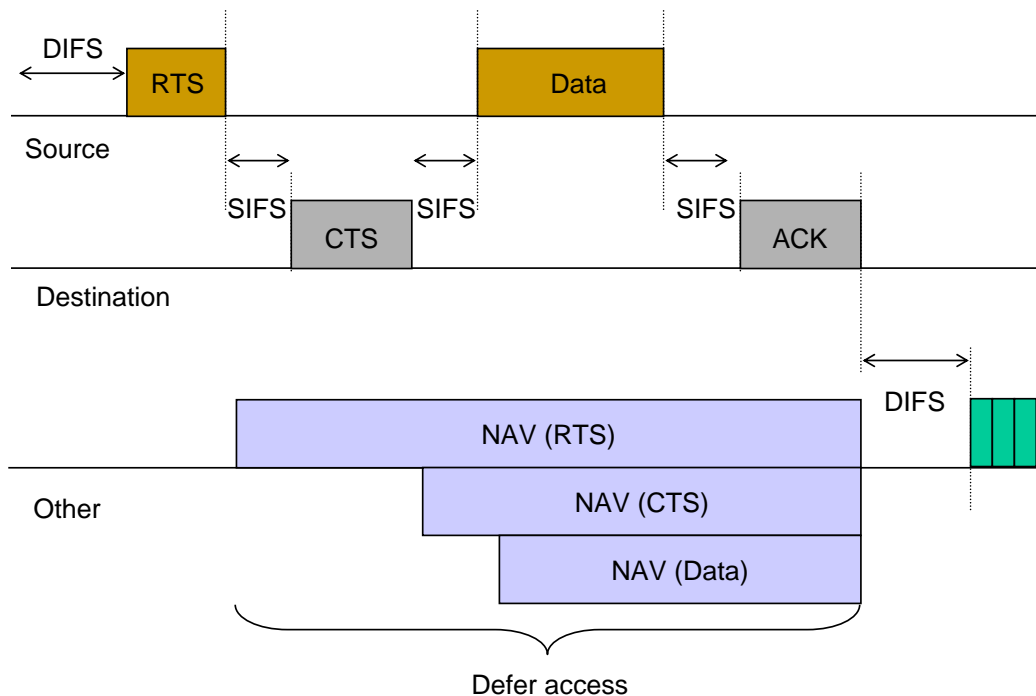 DIFS
RTS
Data
Source
SIFS
SIFS
SIFS
CTS
ACK
Destination
DIFS
NAV (RTS)
Other
NAV (CTS)
NAV (Data)
Defer access